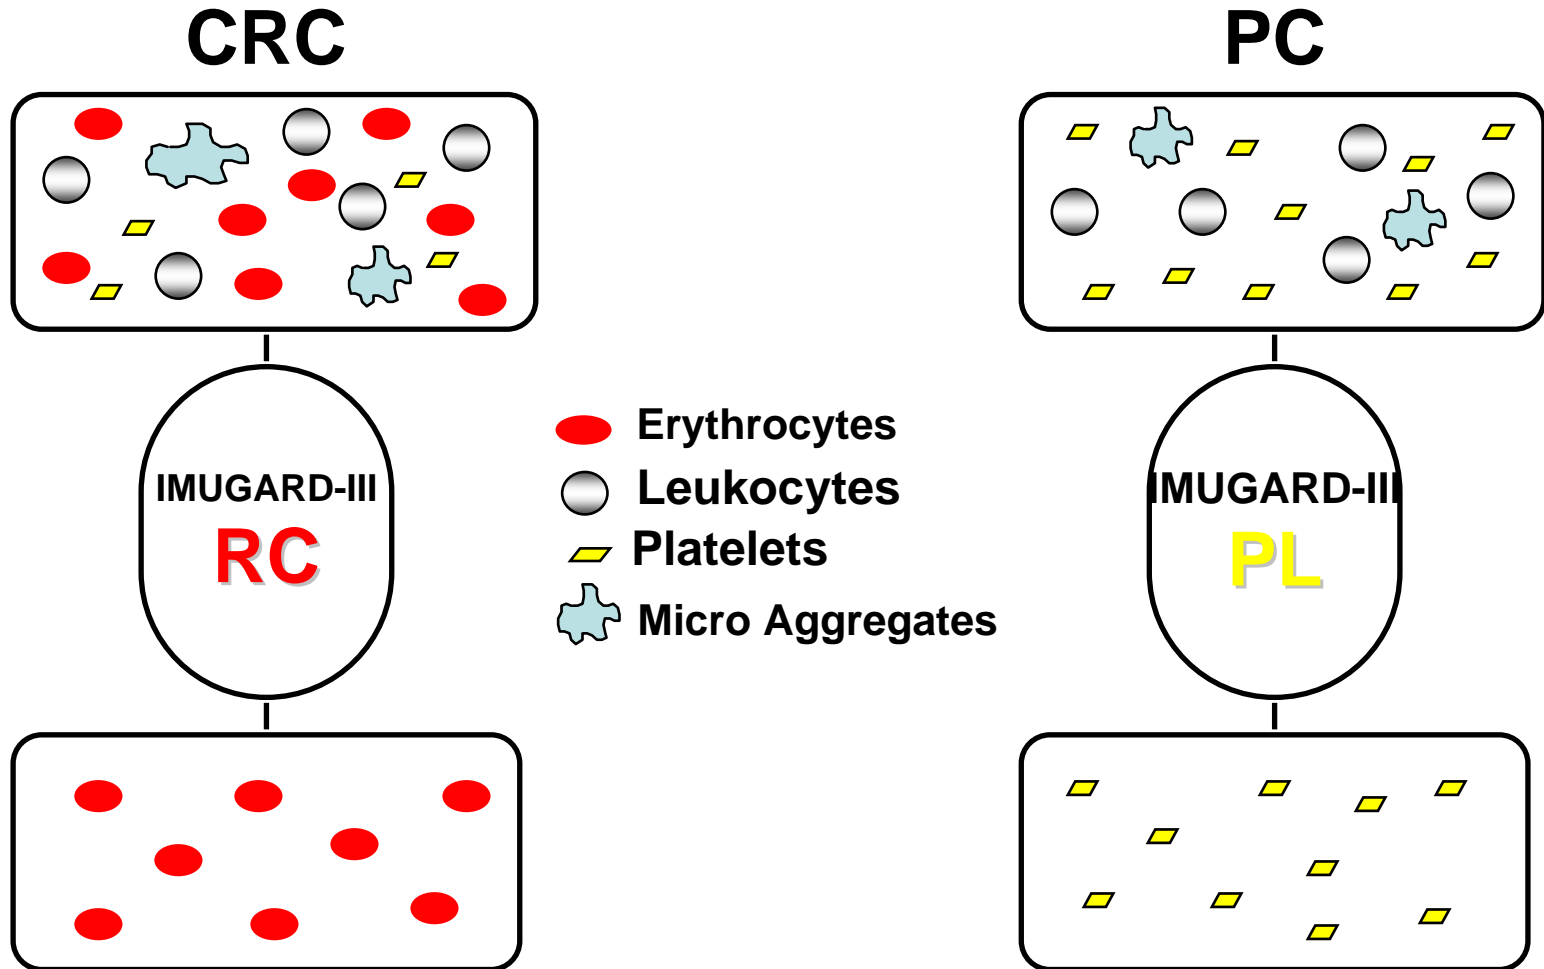 CRC
PC
IMUGARD-III
RC
Erythrocytes
Leukocytes
Platelets
Micro Aggregates
IMUGARD-III
PL